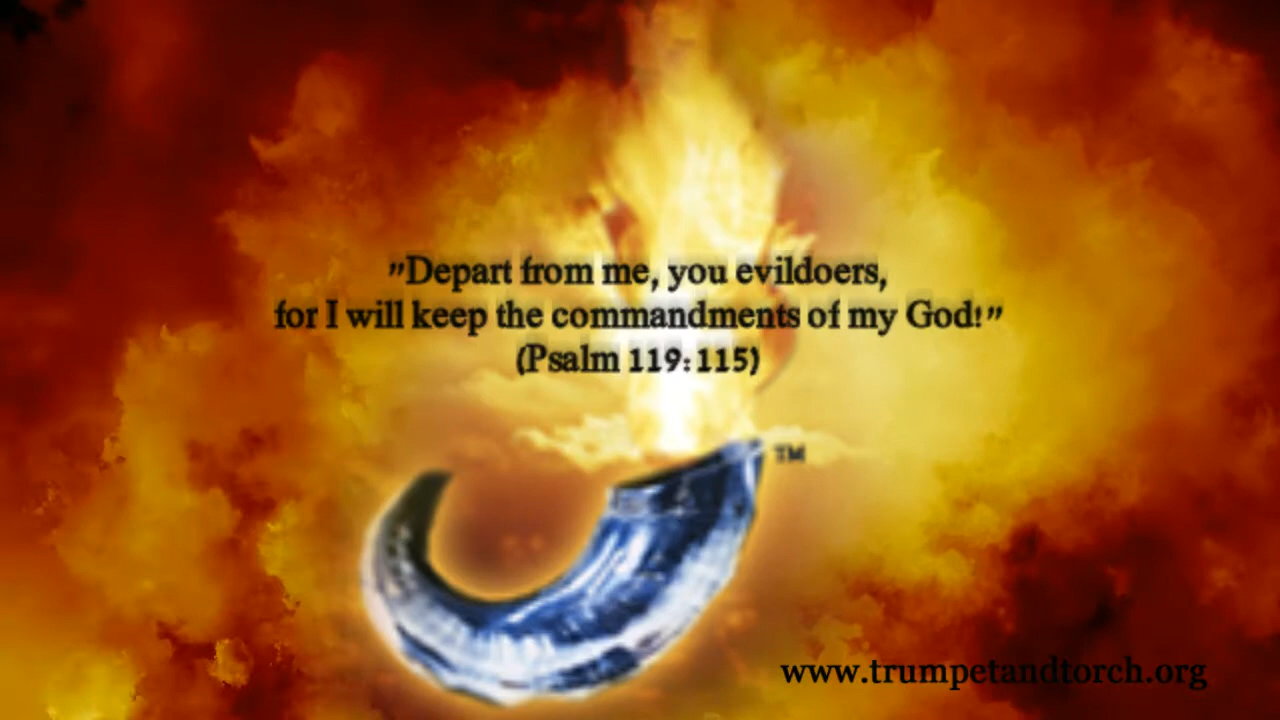 "Depart from me, you evildoers,
for I will keep the commandments of my God!"
(Psalm 119:115)
TM
www.trumpetandtorch.org